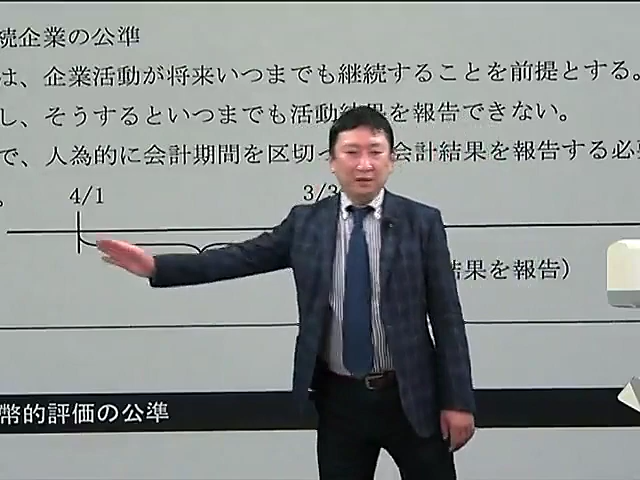 続企業の公準
は、企業活動が将来いつまでも継続することを前提とする。
し、そうするといつまでも活動結果を報告できない。
で、人為的に会計期間を区切っ 会計結果を報告する必
。
4/1 3/3
結果を報告）
幣的評価の公準